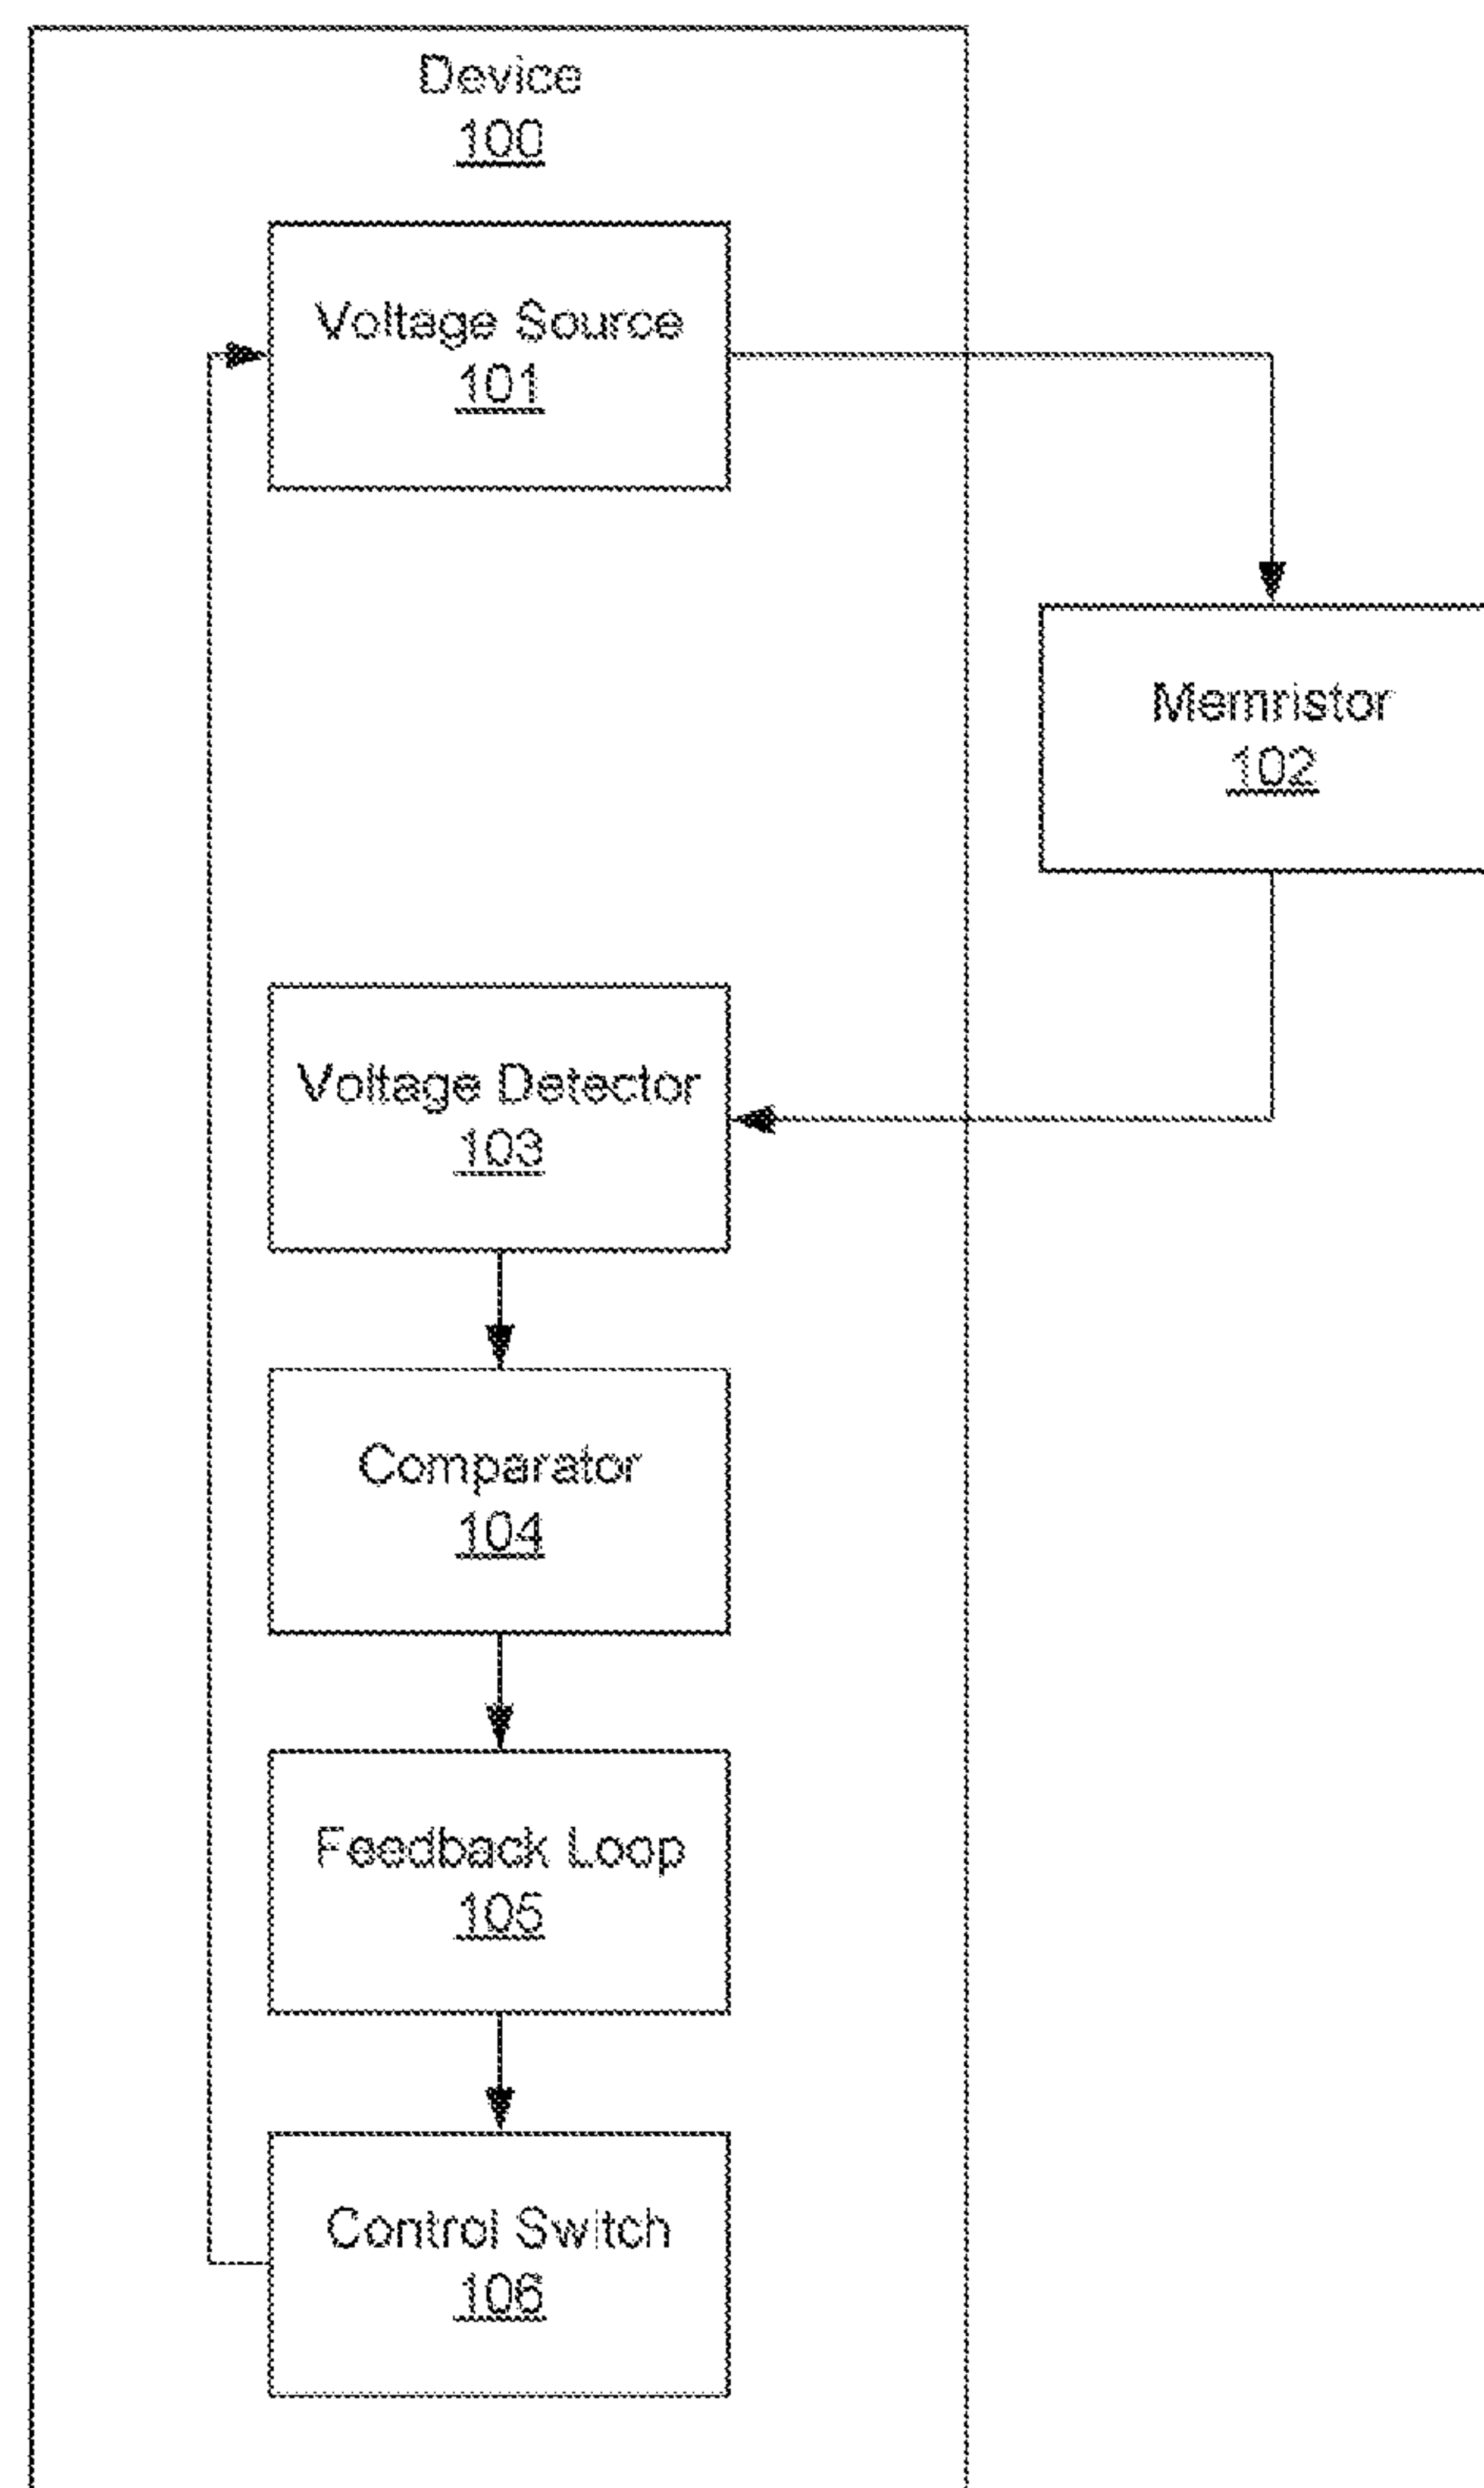 Device
100
Voltage Source
101
Memristor
102
Voltage Detector
103
Comparator
104
Feedback Loop
105
Control Switch
106